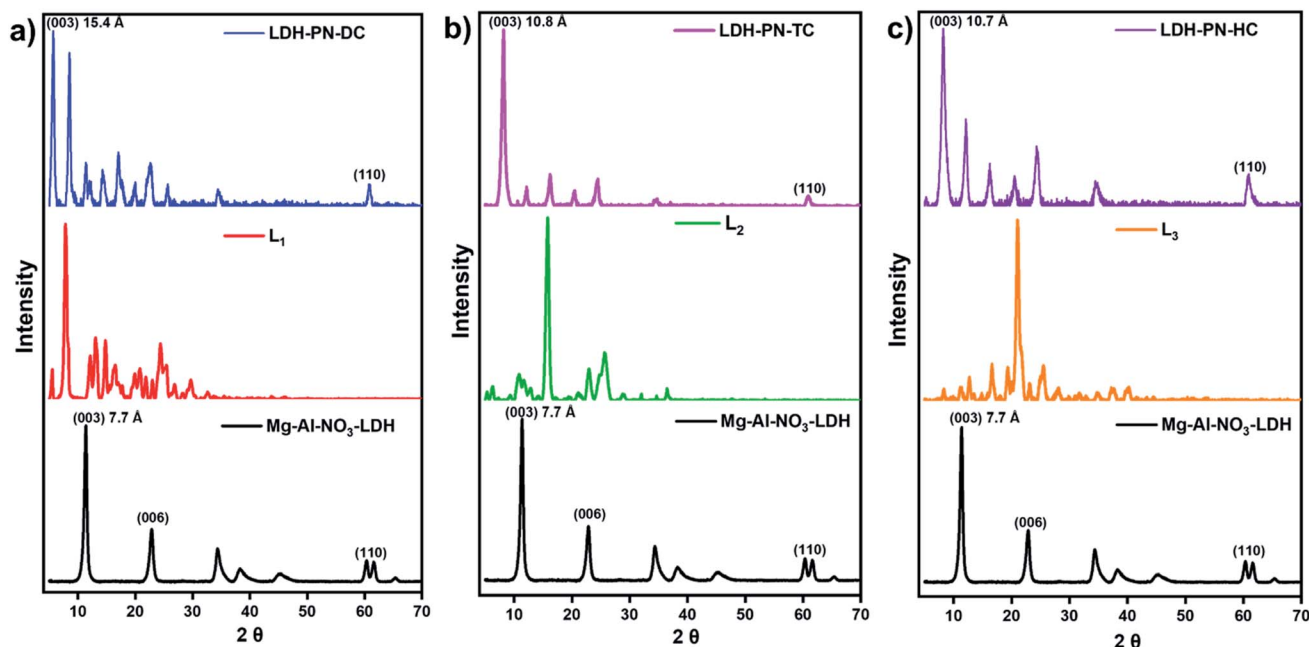 a)
(003) 15.4 Å
LDH-PN-DC
(110)
L₁
(003) 7.7 Å
Mg-Al-NO₃-LDH
(006)
(110)
Intensity
10 20 30 40 50 60 70
2 θ
b)
(003) 10.8 Å
LDH-PN-TC
(110)
L₂
(003) 7.7 Å
Mg-Al-NO₃-LDH
(006)
(110)
Intensity
10 20 30 40 50 60 70
2 θ
c)
(003) 10.7 Å
LDH-PN-HC
(110)
L₃
(003) 7.7 Å
Mg-Al-NO₃-LDH
(006)
(110)
Intensity
10 20 30 40 50 60 70
2 θ